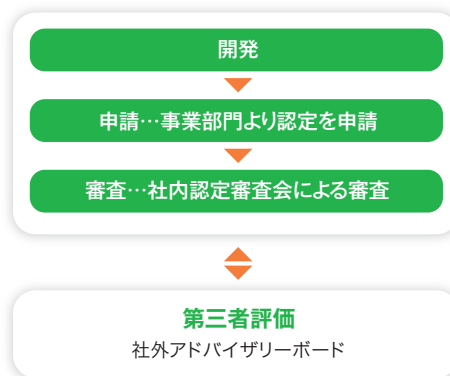 開発
申請…事業部門より認定を申請
審査…社内認定審査会による審査
第三者評価
社外アドバイザリーボード